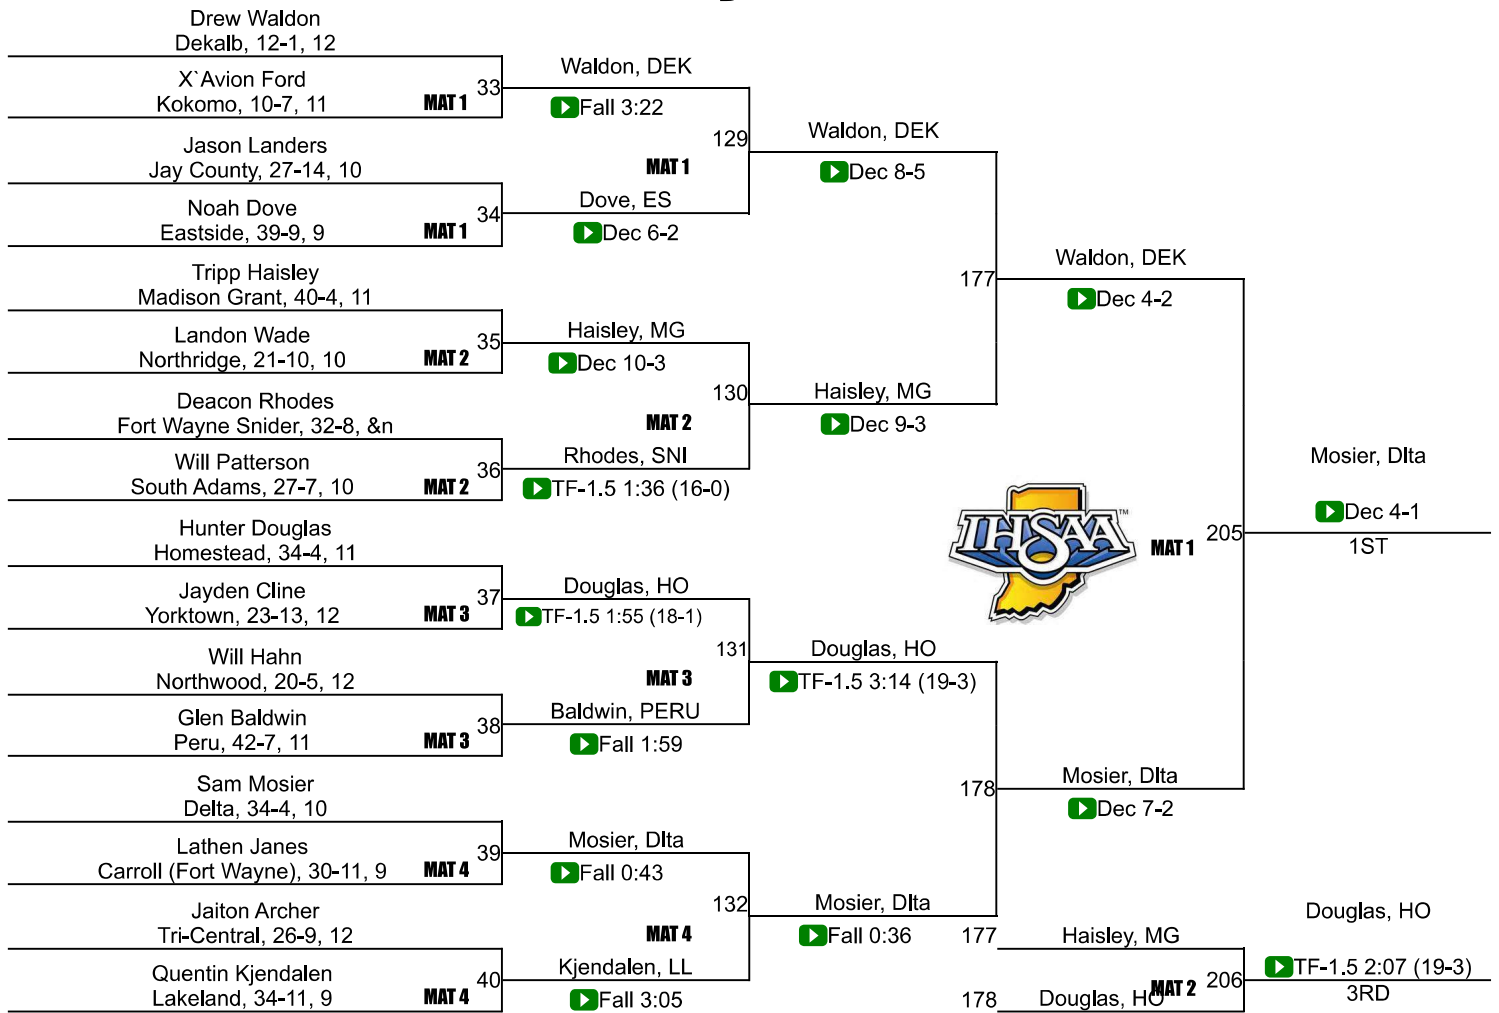 Drew Waldon
Dekalb, 12-1, 12
X`Avion Ford
Kokomo, 10-7, 11
MAT 1
33
Waldon, DEK
Fall 3:22
Jason Landers
Jay County, 27-14, 10
Noah Dove
Eastside, 39-9, 9
MAT 1
34
Dove, ES
Dec 6-2
129
MAT 1
Waldon, DEK
Dec 8-5
Tripp Haisley
Madison Grant, 40-4, 11
Landon Wade
Northridge, 21-10, 10
MAT 2
35
Haisley, MG
Dec 10-3
Deacon Rhodes
Fort Wayne Snider, 32-8, &n
Will Patterson
South Adams, 27-7, 10
MAT 2
36
Rhodes, SNI
TF-1.5 1:36 (16-0)
130
MAT 2
Haisley, MG
Dec 9-3
177
Waldon, DEK
Dec 4-2
Hunter Douglas
Homestead, 34-4, 11
Jayden Cline
Yorktown, 23-13, 12
MAT 3
37
Douglas, HO
TF-1.5 1:55 (18-1)
Will Hahn
Northwood, 20-5, 12
Glen Baldwin
Peru, 42-7, 11
MAT 3
38
Baldwin, PERU
Fall 1:59
131
MAT 3
Douglas, HO
TF-1.5 3:14 (19-3)
Sam Mosier
Delta, 34-4, 10
Lathen Janes
Carroll (Fort Wayne), 30-11, 9
MAT 4
39
Mosier, Dlta
Fall 0:43
Jaiton Archer
Tri-Central, 26-9, 12
Quentin Kjendalen
Lakeland, 34-11, 9
MAT 4
40
Kjendalen, LL
Fall 3:05
132
MAT 4
Mosier, Dlta
Fall 0:36
178
Mosier, Dlta
Dec 7-2
IHSAA™
MAT 1
205
Mosier, Dlta
Dec 4-1
1ST
177
Haisley, MG
178
Douglas, HO
MAT 2
206
Douglas, HO
TF-1.5 2:07 (19-3)
3RD